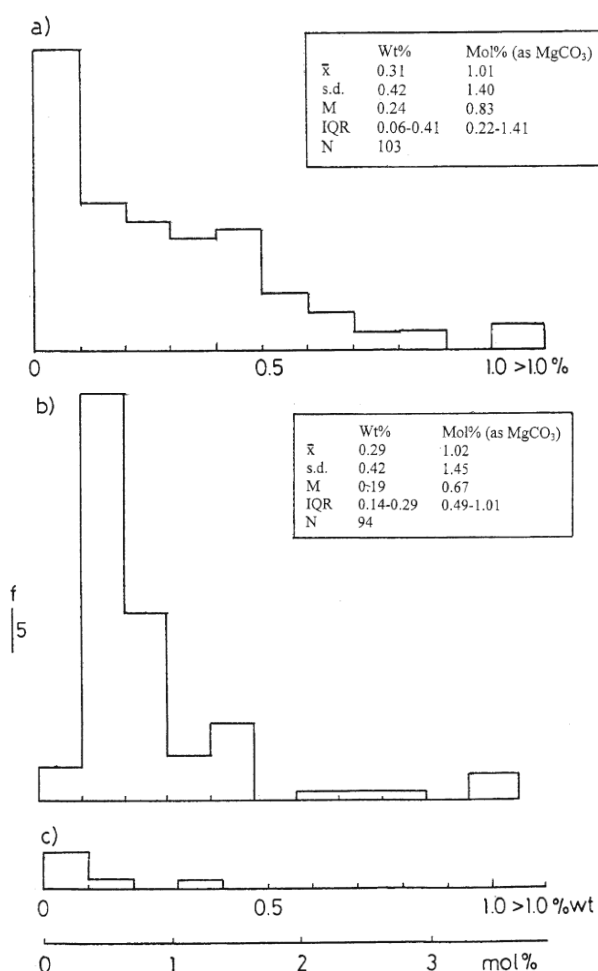 a)
Wt% Mol% (as MgCO₃)
x̄ 0.31 1.01
s.d. 0.42 1.40
M 0.24 0.83
IQR 0.06-0.41 0.22-1.41
N 103
0 0.5 1.0 >1.0 %
b)
Wt% Mol% (as MgCO₃)
x̄ 0.29 1.02
s.d. 0.42 1.45
M 0.19 0.67
IQR 0.14-0.29 0.49-1.01
N 94
f
5
c)
0 0.5 1.0 >1.0 %wt
0 1 2 3 mol%